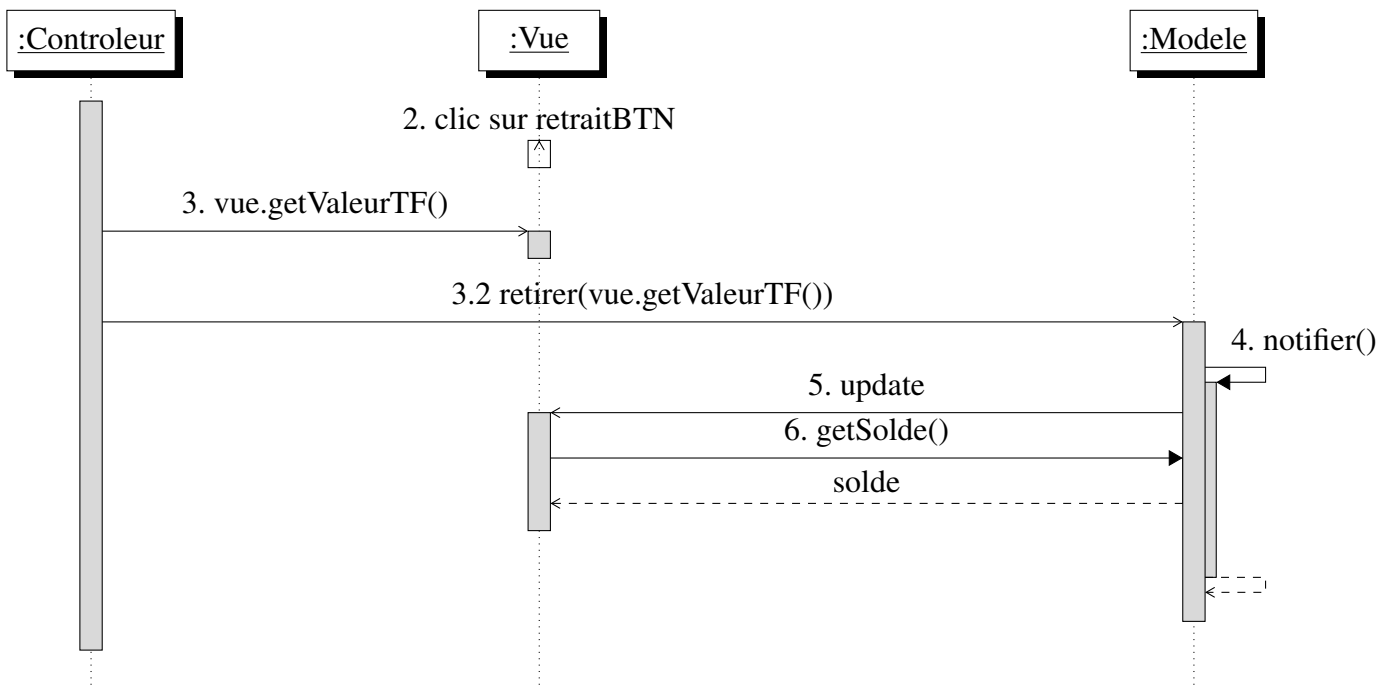 :Controleur
:Vue
:Modele
2. clic sur retraitBTN
3. vue.getValeurTF()
3.2 retirer(vue.getValeurTF())
4. notifier()
5. update
6. getSolde()
solde